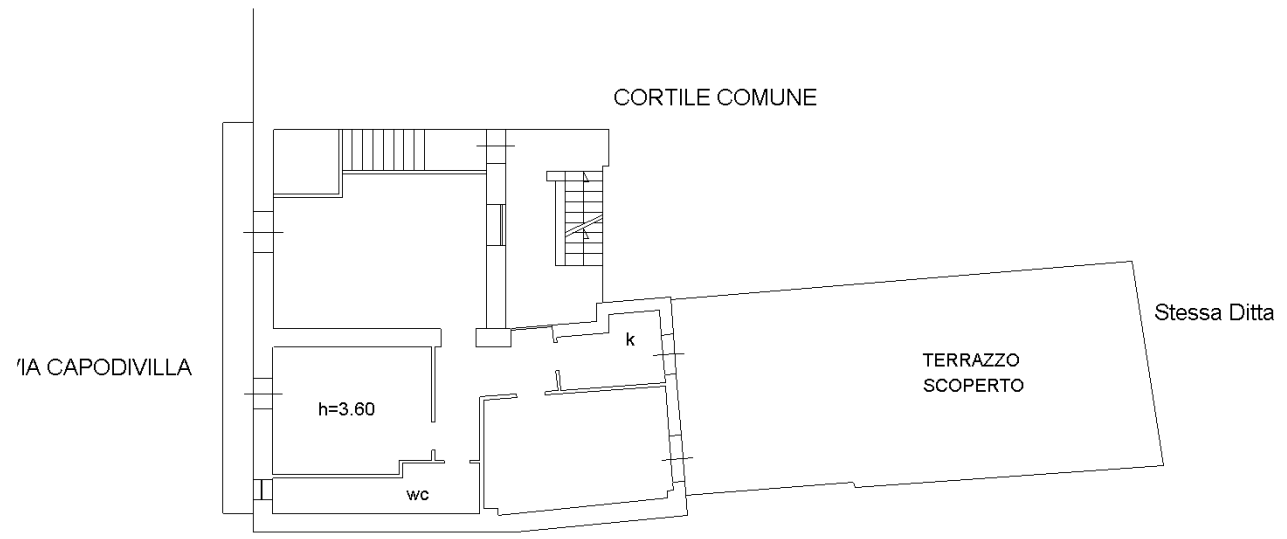 CORTILE COMUNE
Stessa Ditta
k
TERRAZZO
SCOPERTO
'IA CAPODIVILLA
h=3.60
wc